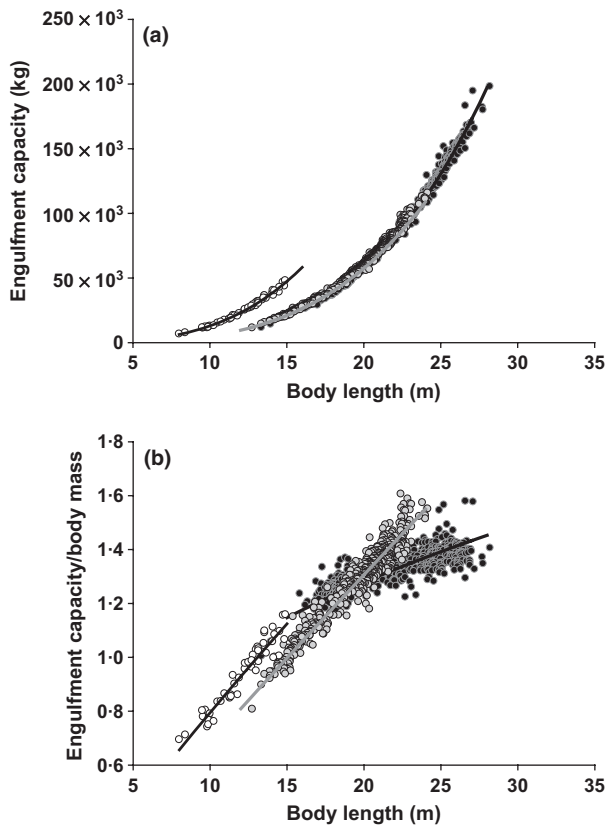 (a)
250 × 10³
200 × 10³
150 × 10³
100 × 10³
50 × 10³
0
Engulfment capacity (kg)
5 10 15 20 25 30 35
Body length (m)
(b)
1·8
1·6
1·4
1·2
1·0
0·8
0·6
Engulfment capacity/body mass
5 10 15 20 25 30 35
Body length (m)